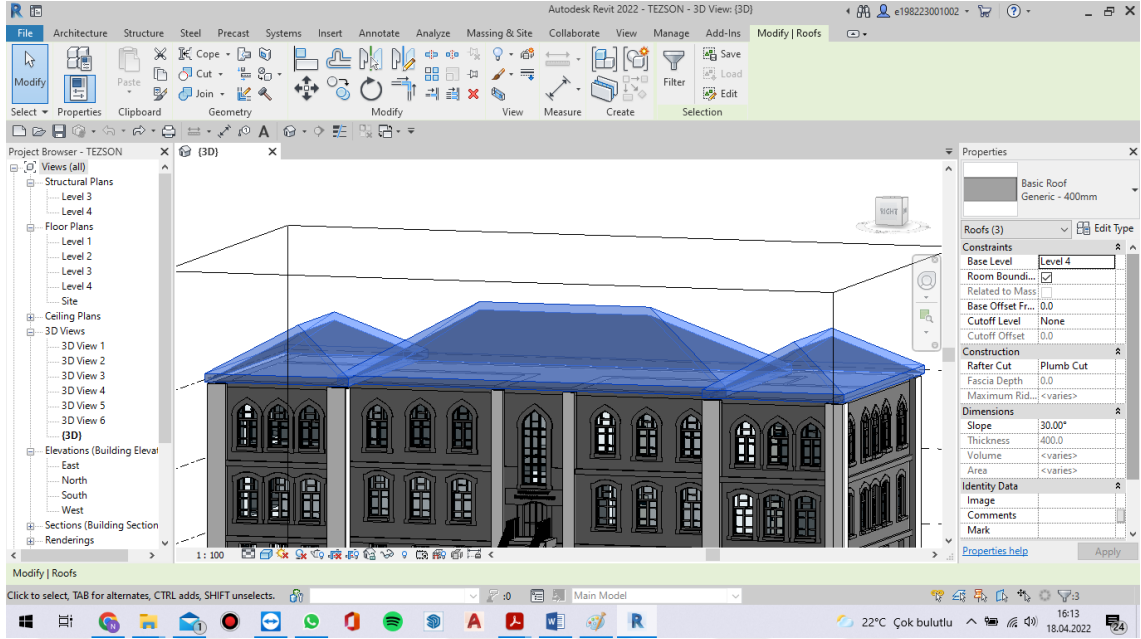 Autodesk Revit 2022 - TEZSON - 3D View: {3D}
e198223001002
File Architecture Structure Steel Precast Systems Insert Annotate Analyze Massing & Site Collaborate View Manage Add-Ins Modify | Roofs
Modify Paste Cope Cut Join Filter Save Load Edit
Select Properties Clipboard Geometry Modify View Measure Create Selection
Project Browser - TEZSON
{3D}
Views (all)
Structural Plans
Level 3
Level 4
Floor Plans
Level 1
Level 2
Level 3
Level 4
Site
Ceiling Plans
3D Views
3D View 1
3D View 2
3D View 3
3D View 4
3D View 5
3D View 6
{3D}
Elevations (Building Elevat
East
North
South
West
Sections (Building Section
Renderings
RIGHT
1 : 100
Properties
Basic Roof
Generic - 400mm
Roofs (3) Edit Type
Constraints
Base Level Level 4
Room Boundi...
Related to Mass
Base Offset Fr... 0.0
Cutoff Level None
Cutoff Offset 0.0
Construction
Rafter Cut Plumb Cut
Fascia Depth 0.0
Maximum Rid... <varies>
Dimensions
Slope 30.00°
Thickness 400.0
Volume <varies>
Area <varies>
Identity Data
Image
Comments
Mark
Properties help Apply
Modify | Roofs
Click to select, TAB for alternates, CTRL adds, SHIFT unselects. :0 Main Model :3
22°C Çok bulutlu
16:13
18.04.2022
24